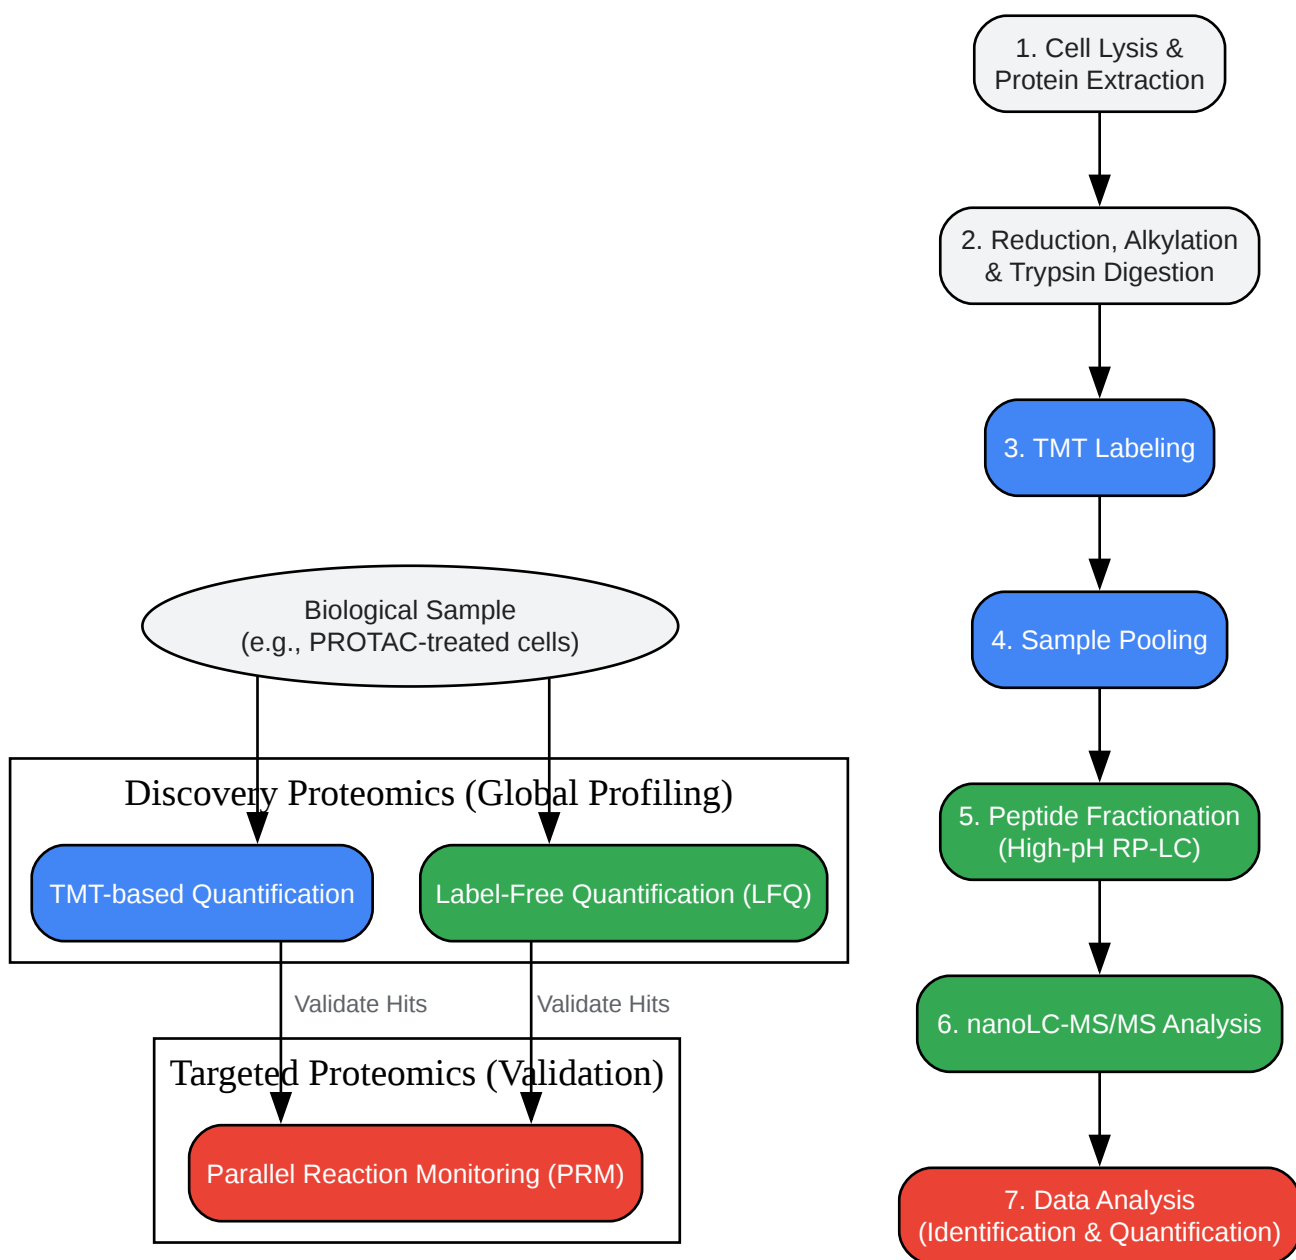 1. Cell Lysis &
Protein Extraction
2. Reduction, Alkylation
& Trypsin Digestion
3. TMT Labeling
4. Sample Pooling
5. Peptide Fractionation
(High-pH RP-LC)
6. nanoLC-MS/MS Analysis
7. Data Analysis
(Identification & Quantification)
Biological Sample
(e.g., PROTAC-treated cells)
Discovery Proteomics (Global Profiling)
TMT-based Quantification
Label-Free Quantification (LFQ)
Validate Hits
Validate Hits
Targeted Proteomics (Validation)
Parallel Reaction Monitoring (PRM)